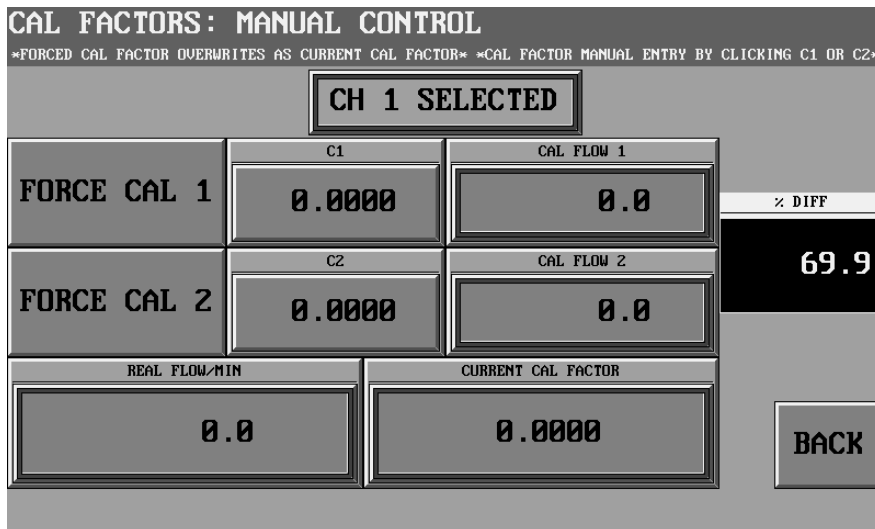 CAL FACTORS: MANUAL CONTROL
*FORCED CAL FACTOR OVERWRITES AS CURRENT CAL FACTOR* *CAL FACTOR MANUAL ENTRY BY CLICKING C1 OR C2*
CH 1 SELECTED
FORCE CAL 1
C1
0.0000
CAL FLOW 1
0.0
% DIFF
69.9
FORCE CAL 2
C2
0.0000
CAL FLOW 2
0.0
REAL FLOW/MIN
0.0
CURRENT CAL FACTOR
0.0000
BACK